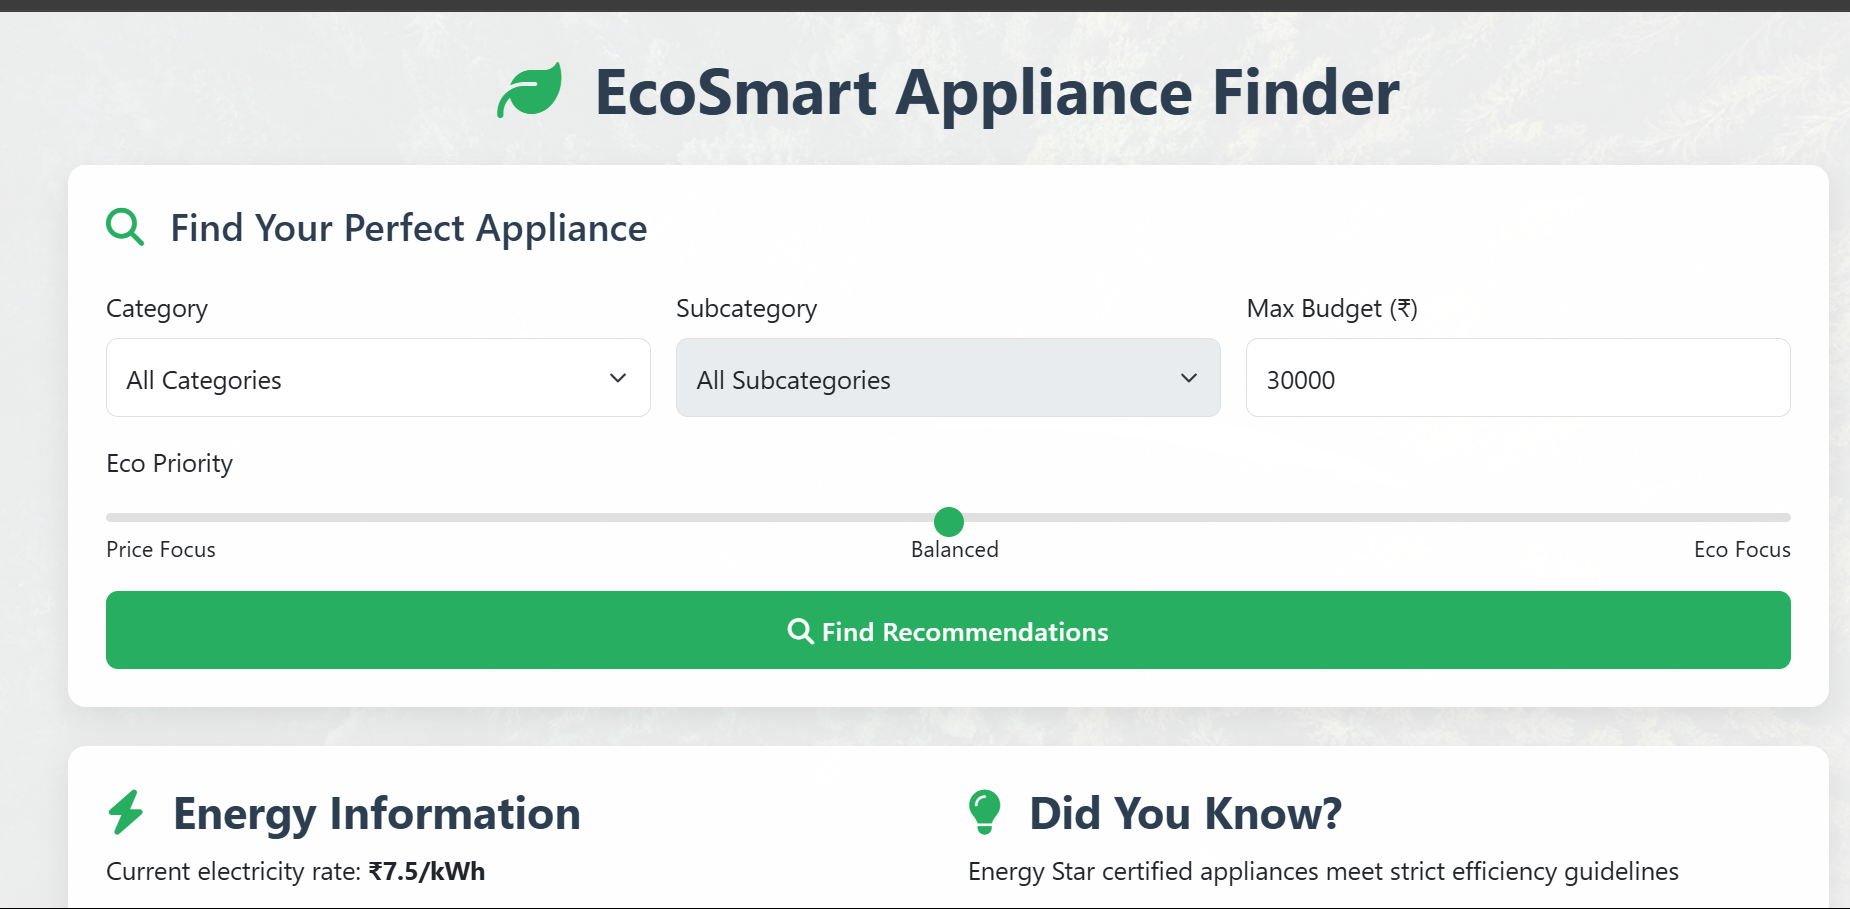 EcoSmart Appliance Finder
Find Your Perfect Appliance
Category
Subcategory
Max Budget (₹)
All Categories
All Subcategories
30000
Eco Priority
Price Focus
Balanced
Eco Focus
Find Recommendations
Energy Information
Current electricity rate: ₹7.5/kWh
Did You Know?
Energy Star certified appliances meet strict efficiency guidelines